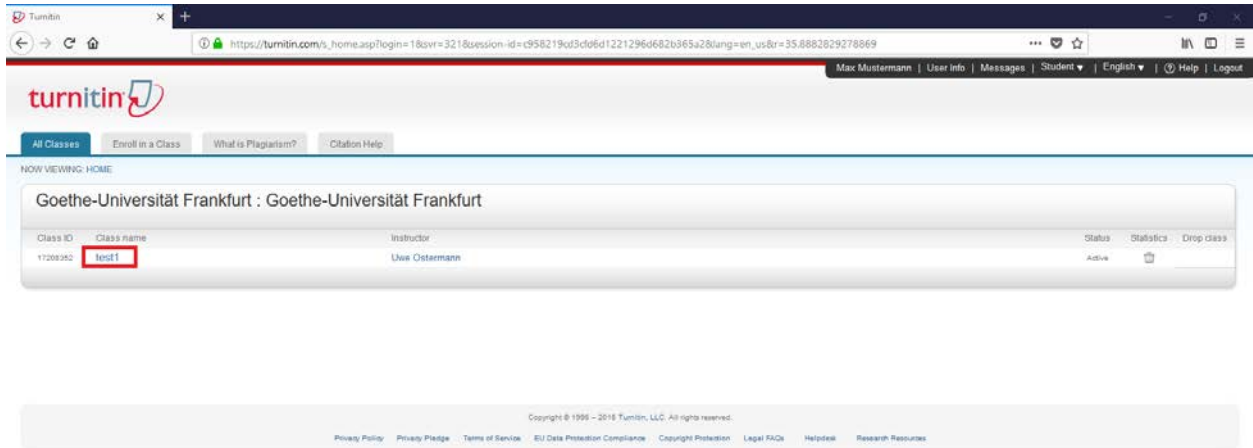 Turnitin
https://turnitin.com/s_home.asp?login=1&svr=321&session-id=c958219cd3cfd6d1221296d682b365a2&lang=en_us&r=35.8882829278869
Max Mustermann | User Info | Messages | Student ▼ | English ▼ | ? Help | Logout
turnitin
All Classes Enroll in a Class What is Plagiarism? Citation Help
NOW VIEWING: HOME
Goethe-Universität Frankfurt : Goethe-Universität Frankfurt
Class ID Class name Instructor Status Statistics Drop class
17208352 test1 Uwe Ostermann Active
Copyright © 1998 – 2018 Turnitin, LLC. All rights reserved.
Privacy Policy Privacy Pledge Terms of Service EU Data Protection Compliance Copyright Protection Legal FAQs Helpdesk Research Resources